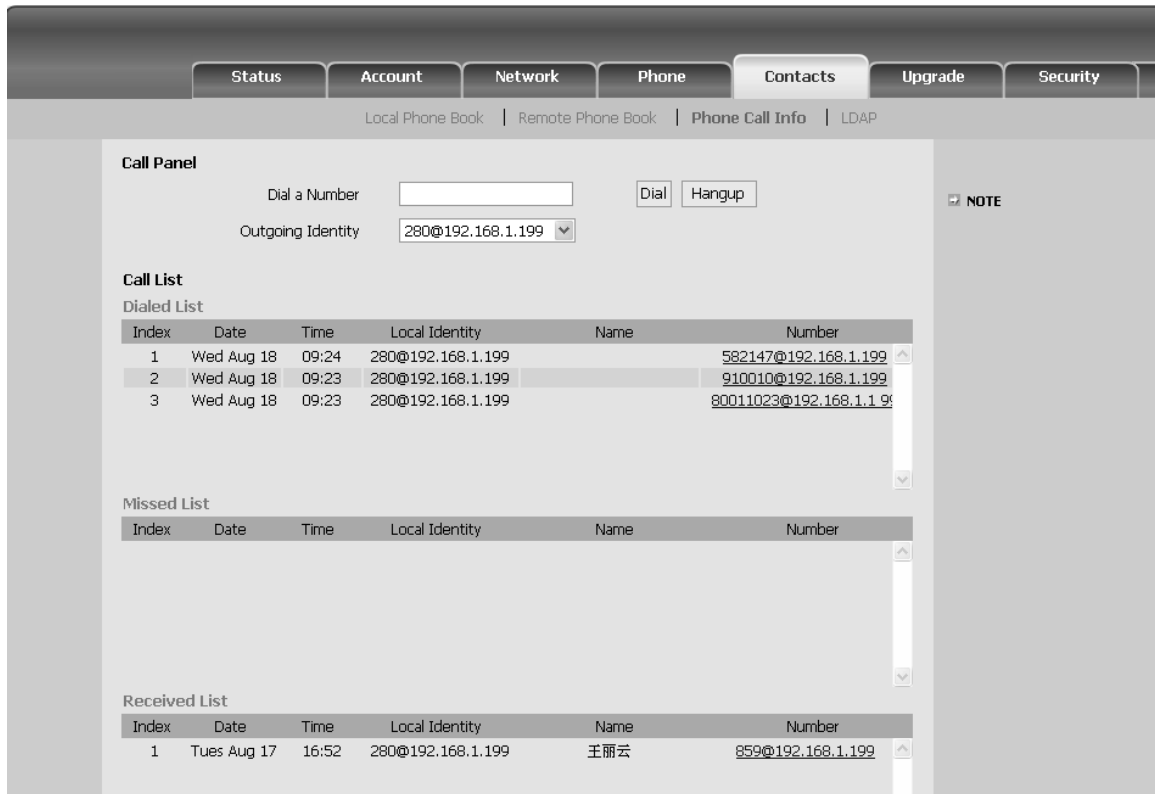 Status Account Network Phone Contacts Upgrade Security
Local Phone Book | Remote Phone Book | Phone Call Info | LDAP
Call Panel
Dial a Number Dial Hangup
NOTE
Outgoing Identity 280@192.168.1.199
Call List
Dialed List
Index Date Time Local Identity Name Number
1 Wed Aug 18 09:24 280@192.168.1.199 582147@192.168.1.199
2 Wed Aug 18 09:23 280@192.168.1.199 910010@192.168.1.199
3 Wed Aug 18 09:23 280@192.168.1.199 80011023@192.168.1.1 99
Missed List
Index Date Time Local Identity Name Number
Received List
Index Date Time Local Identity Name Number
1 Tues Aug 17 16:52 280@192.168.1.199 王丽云 859@192.168.1.199